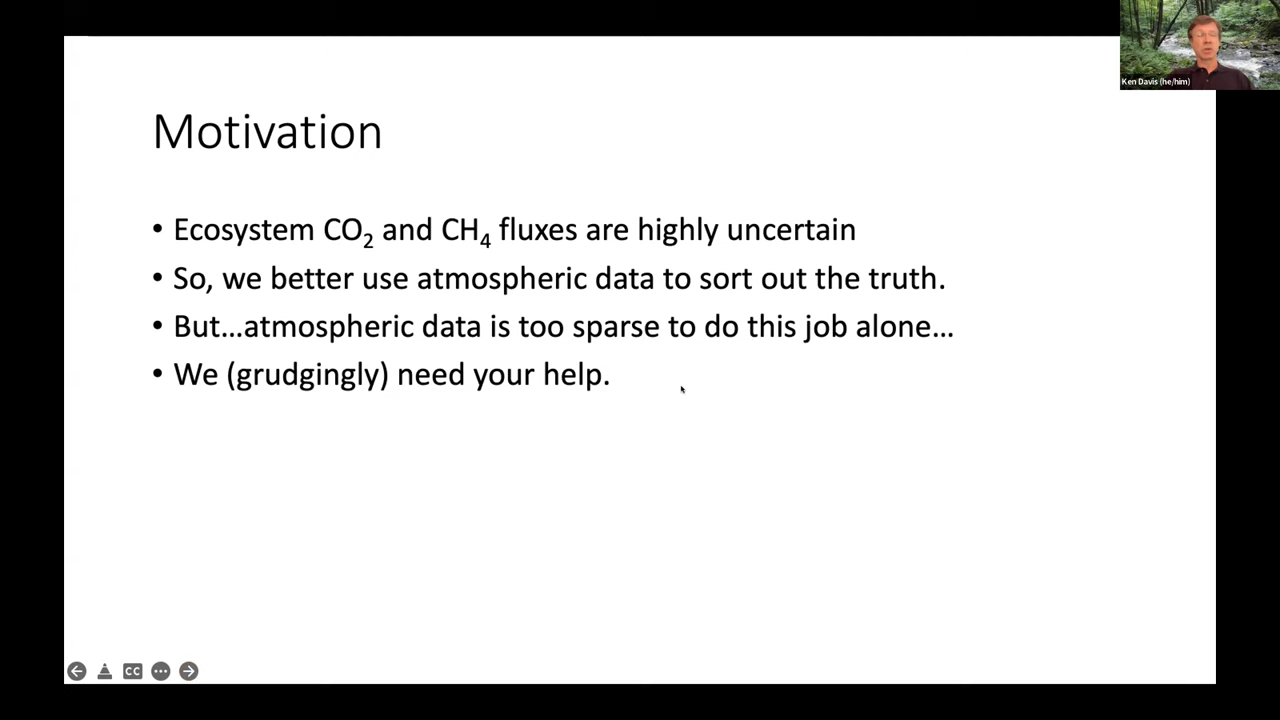 Ken Davis (he/him)
Motivation
• Ecosystem CO₂ and CH₄ fluxes are highly uncertain
• So, we better use atmospheric data to sort out the truth.
• But...atmospheric data is too sparse to do this job alone...
• We (grudgingly) need your help.
CC